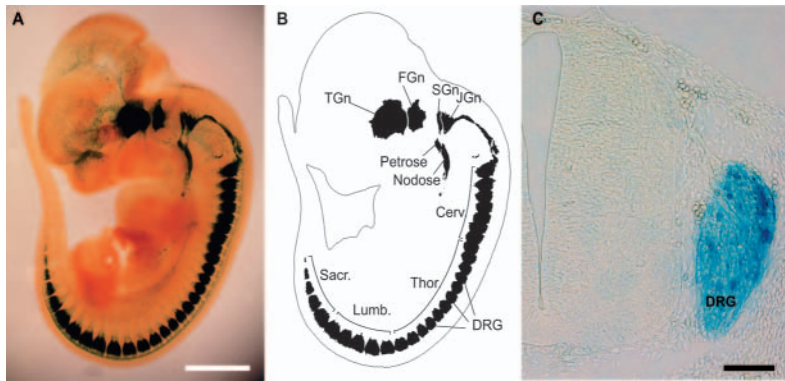 A
B
C
FGn
TGn
SGn
JGn
Petrose
Nodose
Cerv.
Sacr.
Thor.
Lumb.
DRG
DRG